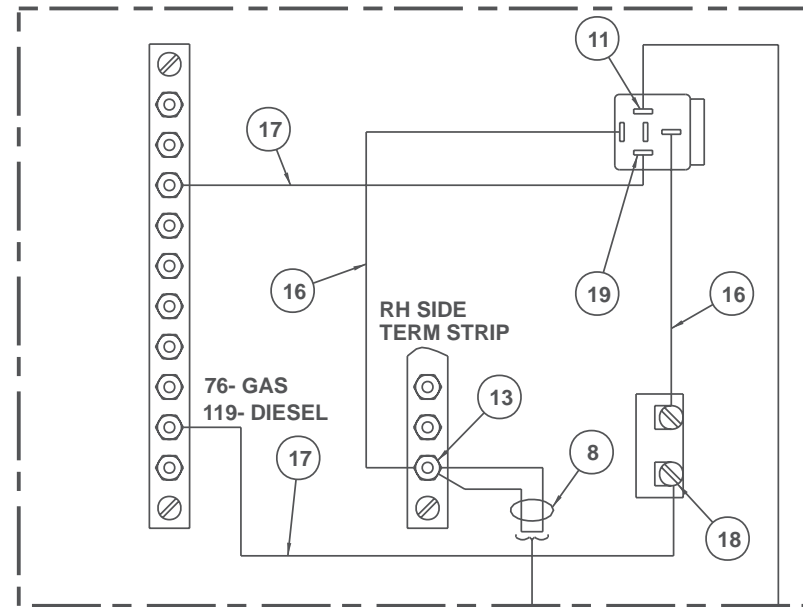 11
17
16
19
16
RH SIDE
TERM STRIP
76- GAS
119- DIESEL
13
17
8
18